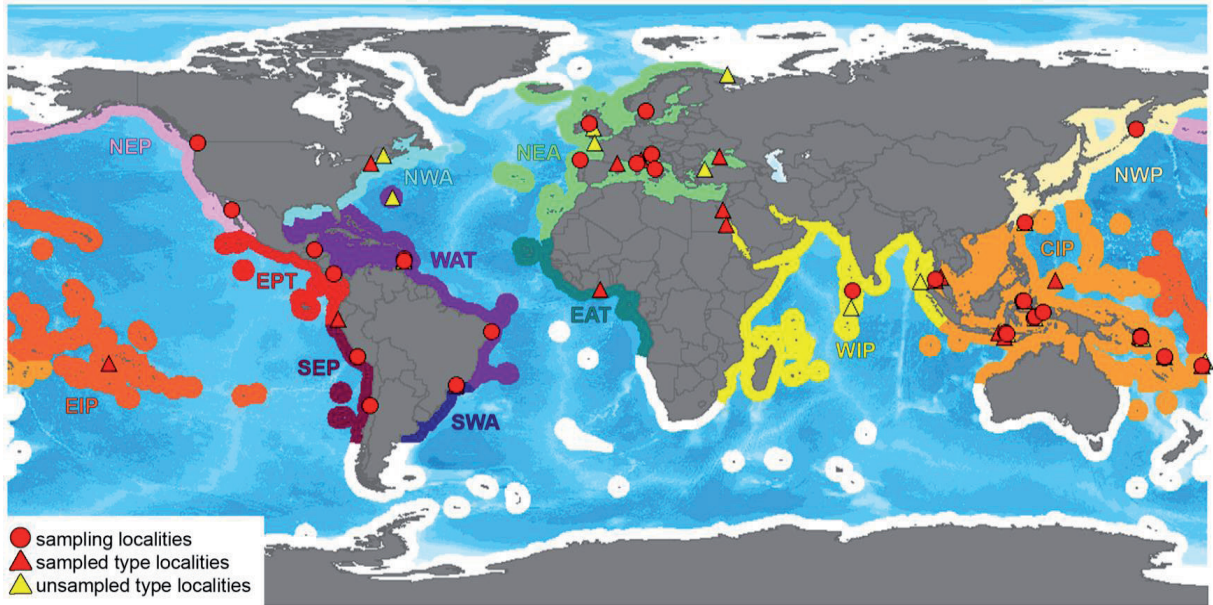 NEP
NWA
NEA
NWP
WAT
CIP
EPT
EAT
WIP
SEP
EIP
SWA
sampling localities
sampled type localities
unsampled type localities